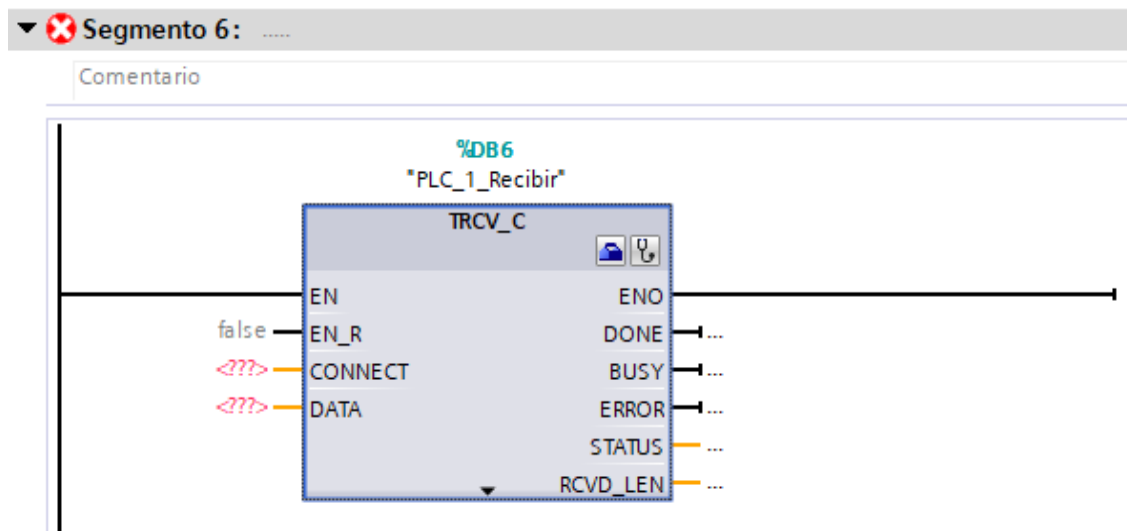 Segmento 6: .....
Comentario
%DB6
"PLC_1_Recibir"
TRCV_C
EN ENO
false EN_R DONE ...
<???> CONNECT BUSY ...
<???> DATA ERROR ...
STATUS ...
RCVD_LEN ...